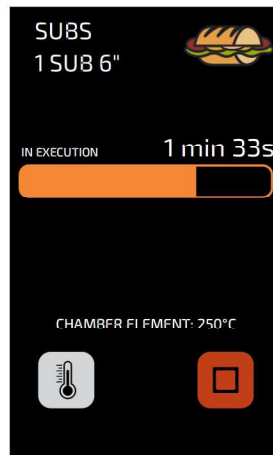 SUBS
1 SUB 6"
IN EXECUTION
1 min 33s
CHAMBER ELEMENT: 250°C